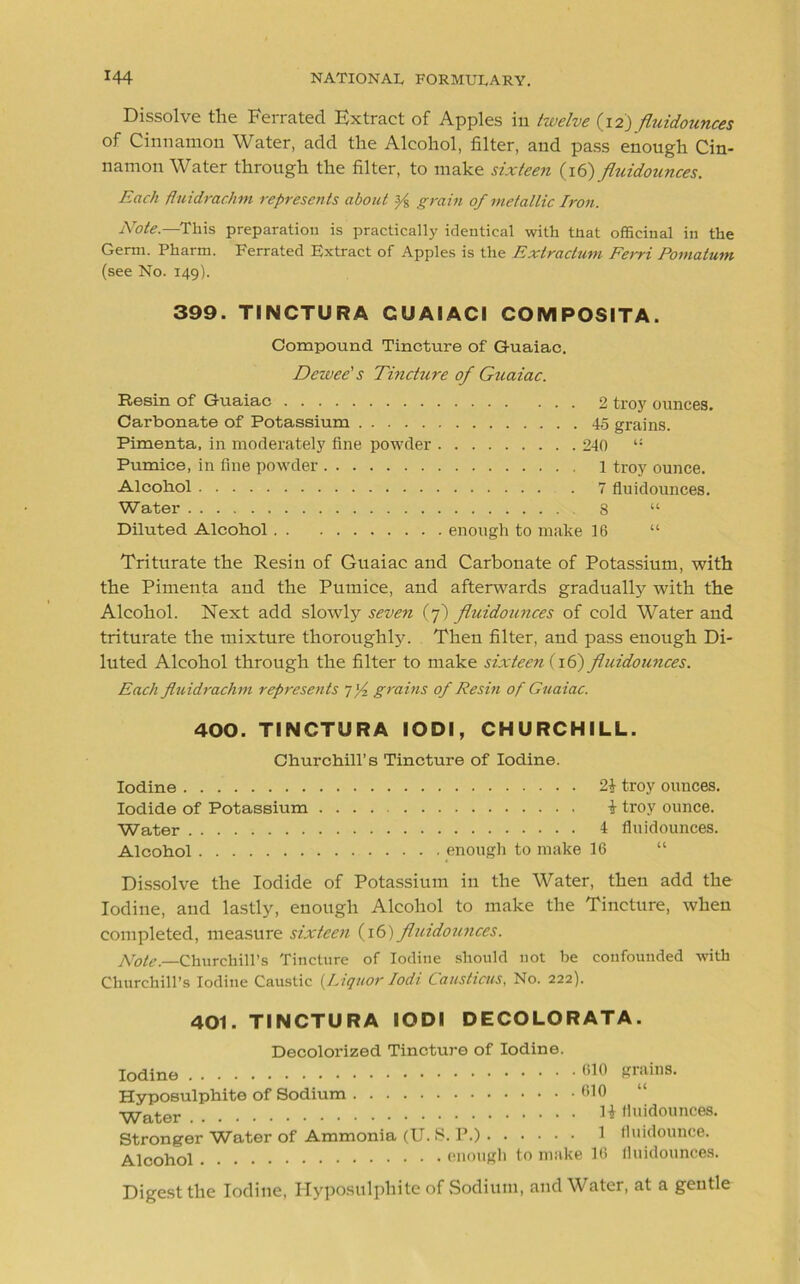 144 NATIONAL FORMULARY.
Dissolve the Ferrated Extract of Apples in twelve (12) fluidounces
of Cinnamon Water, add the Alcohol, filter, and pass enough Cin-
namon Water through the filter, to make sixteen (16) fluidounces.
Each fluidrachm represents about ⅛ grain of metallic Iron.
Note.—This preparation is practically identical with that officinal in the
Germ. Pharm. Ferrated Extract of Apples is the Extractum Ferri Pomatum
(see No. 149).
399. TINCTURA GUAIACI COMPOSITA.
Compound Tincture of Guaiac.
Dewee's Tincture of Guaiac.
Resin of Guaiac . . . . . . . . . . . . . . . . . 2 troy ounces.
Carbonate of Potassium . . . . . . . . . . . . . . 45 grains.
Pimenta, in moderately fine powder . . . . . . . . . 240 “
Pumice, in fine powder . . . . . . . . . . . . . . . . 1 troy ounce.
Alcohol . . . . . . . . . . . . . . . . . . . . . . . 7 fluidounces.
Water . . . . . . . . . . . . . . . . . . . . . . . . 8 “
Diluted Alcohol . . . . . . . . . . . . enough to make 16 “
Triturate the Resin of Guaiac and Carbonate of Potassium, with
the Pimenta and the Pumice, and afterwards gradually with the
Alcohol. Next add slowly seven (7) fluidounces of cold Water and
triturate the mixture thoroughly. Then filter, and pass enough Di-
luted Alcohol through the filter to make sixteen (16) fluidounces.
Each fluidrachm represents 7½ grains of Resin of Guaiac.
400. TINCTURA IODI, CHURCHILL.
Churchill's Tincture of Iodine.
Iodine . . . . . . . . . . . . . . . . . . . . . . . . 2½ troy ounces.
Iodide of Potassium . . . . . . . . . . . . . . . . ½ troy ounce.
Water . . . . . . . . . . . . . . . . . . . . . . . . 4 fluidounces.
Alcohol . . . . . . . . . . . . . . . enough to make 16 “
Dissolve the Iodide of Potassium in the Water, then add the
Iodine, and lastly, enough Alcohol to make the Tincture, when
completed, measure sixteen (16) fluidounces.
Note.—Churchill's Tincture of Iodine should not be confounded with
Churchill's Iodine Caustic (Liquor Iodi Causticus, No. 222).
401. TINCTURA IODI DECOLORATA.
Decolorized Tincture of Iodine.
Iodine . . . . . . . . . . . . . . . . . . . . . . . . 610 grains.
Hyposulphite of Sodium . . . . . . . . . . . . . . 610 “
Water . . . . . . . . . . . . . . . . . . . . . . . . 1½ fluidounces.
Stronger Water of Ammonia (U. S. P.) . . . . . . 1 fluidounce.
Alcohol . . . . . . . . . . . . . . . enough to make 16 fluidounces.
Digest the Iodine, Hyposulphite of Sodium, and Water, at a gentle